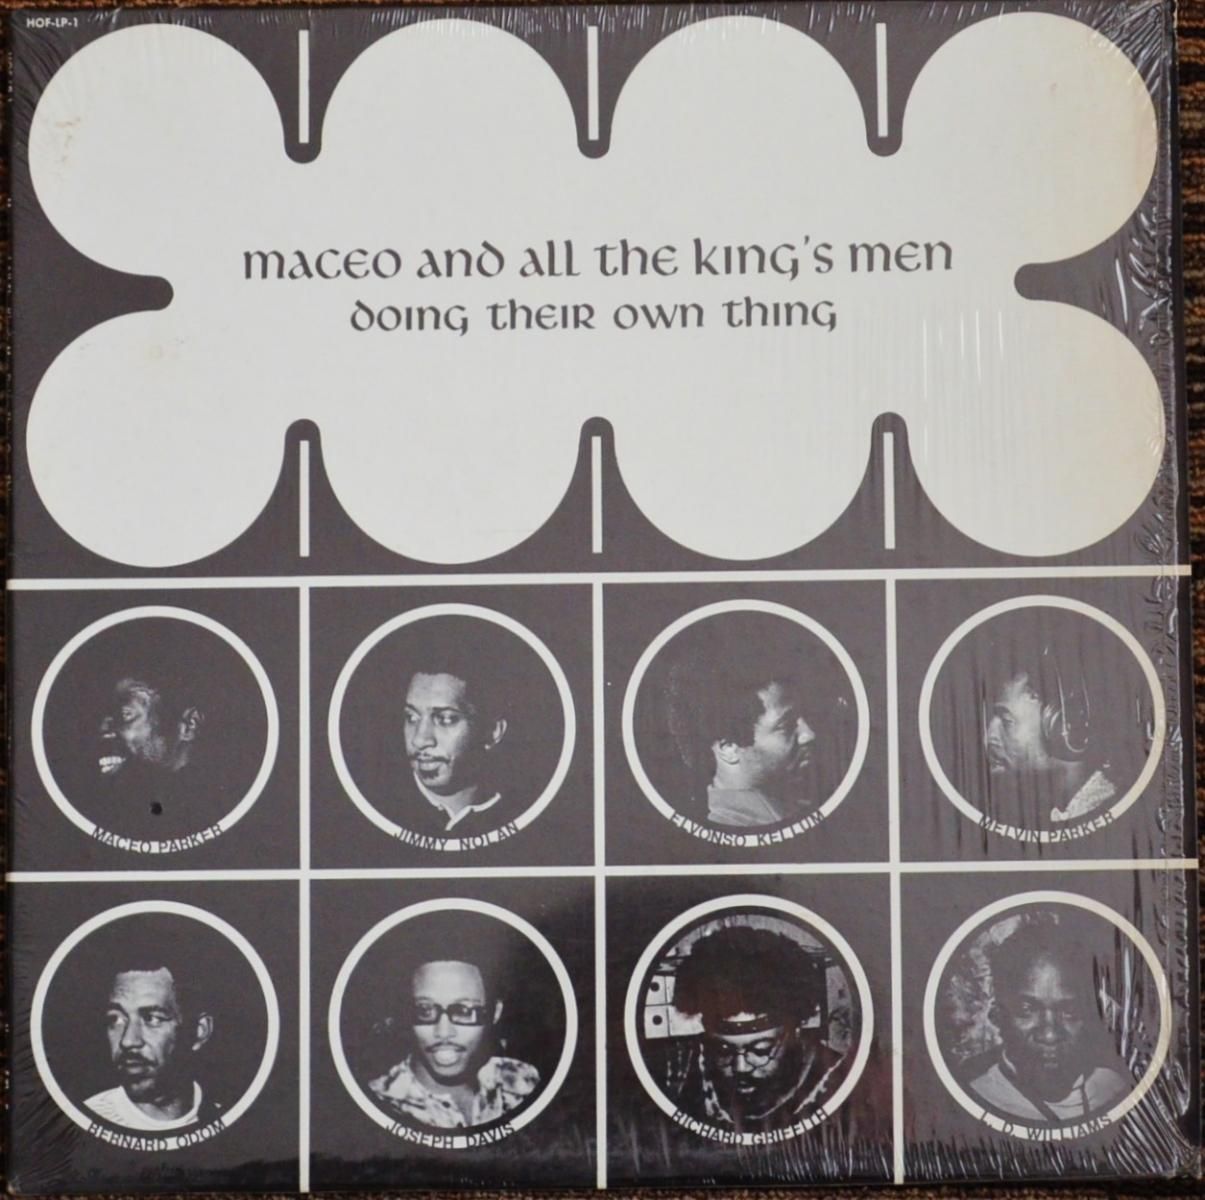 HOF-LP-1
maceo and all the king's men
doing their own thing
MACEO PARKER
JIMMY NOLAN
ELVONSO KELLUM
MELVIN PARKER
BERNARD ODOM
JOSEPH DAVIS
RICHARD GRIFFITH
L. D. WILLIAMS